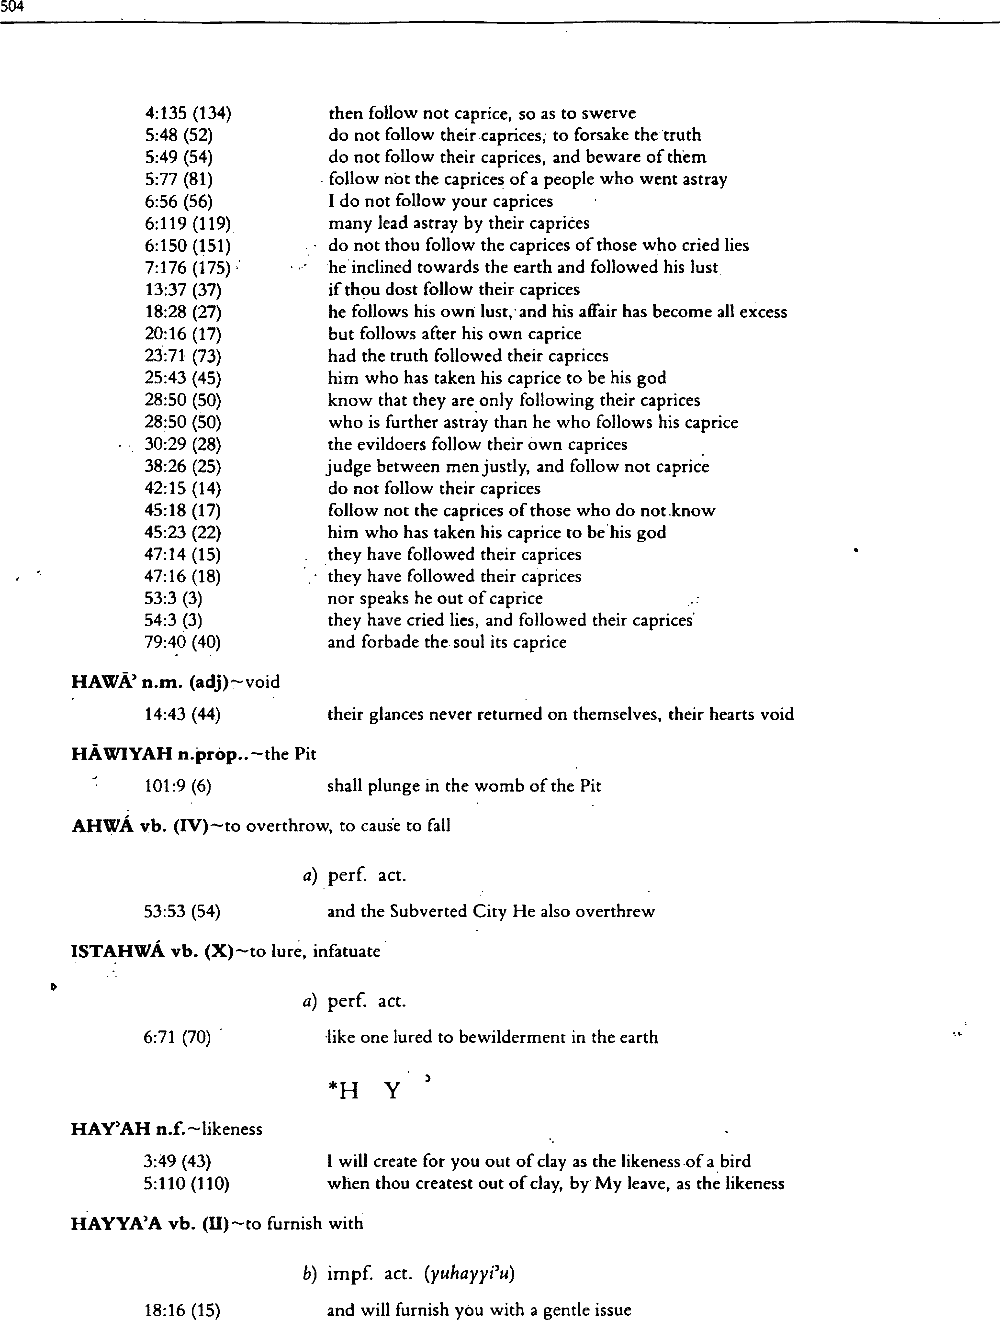 504
4:135 (134) then follow not caprice, so as to swerve
5:48 (52) do not follow their caprices, to forsake the truth
5:49 (54) do not follow their caprices, and beware of them
5:77 (81) follow not the caprices of a people who went astray
6:56 (56) I do not follow your caprices
6:119 (119) many lead astray by their caprices
6:150 (151) do not thou follow the caprices of those who cried lies
7:176 (175) he inclined towards the earth and followed his lust
13:37 (37) if thou dost follow their caprices
18:28 (27) he follows his own lust, and his affair has become all excess
20:16 (17) but follows after his own caprice
23:71 (73) had the truth followed their caprices
25:43 (45) him who has taken his caprice to be his god
28:50 (50) know that they are only following their caprices
28:50 (50) who is further astray than he who follows his caprice
30:29 (28) the evildoers follow their own caprices
38:26 (25) judge between men justly, and follow not caprice
42:15 (14) do not follow their caprices
45:18 (17) follow not the caprices of those who do not know
45:23 (22) him who has taken his caprice to be his god
47:14 (15) they have followed their caprices
47:16 (18) they have followed their caprices
53:3 (3) nor speaks he out of caprice
54:3 (3) they have cried lies, and followed their caprices
79:40 (40) and forbade the soul its caprice
HAWĀʾ n.m. (adj)~void
14:43 (44) their glances never returned on themselves, their hearts void
HĀWIYAH n.prop..~the Pit
101:9 (6) shall plunge in the womb of the Pit
AHWÁ vb. (IV)~to overthrow, to cause to fall
a) perf. act.
53:53 (54) and the Subverted City He also overthrew
ISTAHWÁ vb. (X)~to lure, infatuate
a) perf. act.
6:71 (70) like one lured to bewilderment in the earth
*H Y ʾ
HAYʾAH n.f.~likeness
3:49 (43) I will create for you out of clay as the likeness of a bird
5:110 (110) when thou createst out of clay, by My leave, as the likeness
HAYYAʾA vb. (II)~to furnish with
b) impf. act. (yuhayyiʾu)
18:16 (15) and will furnish you with a gentle issue